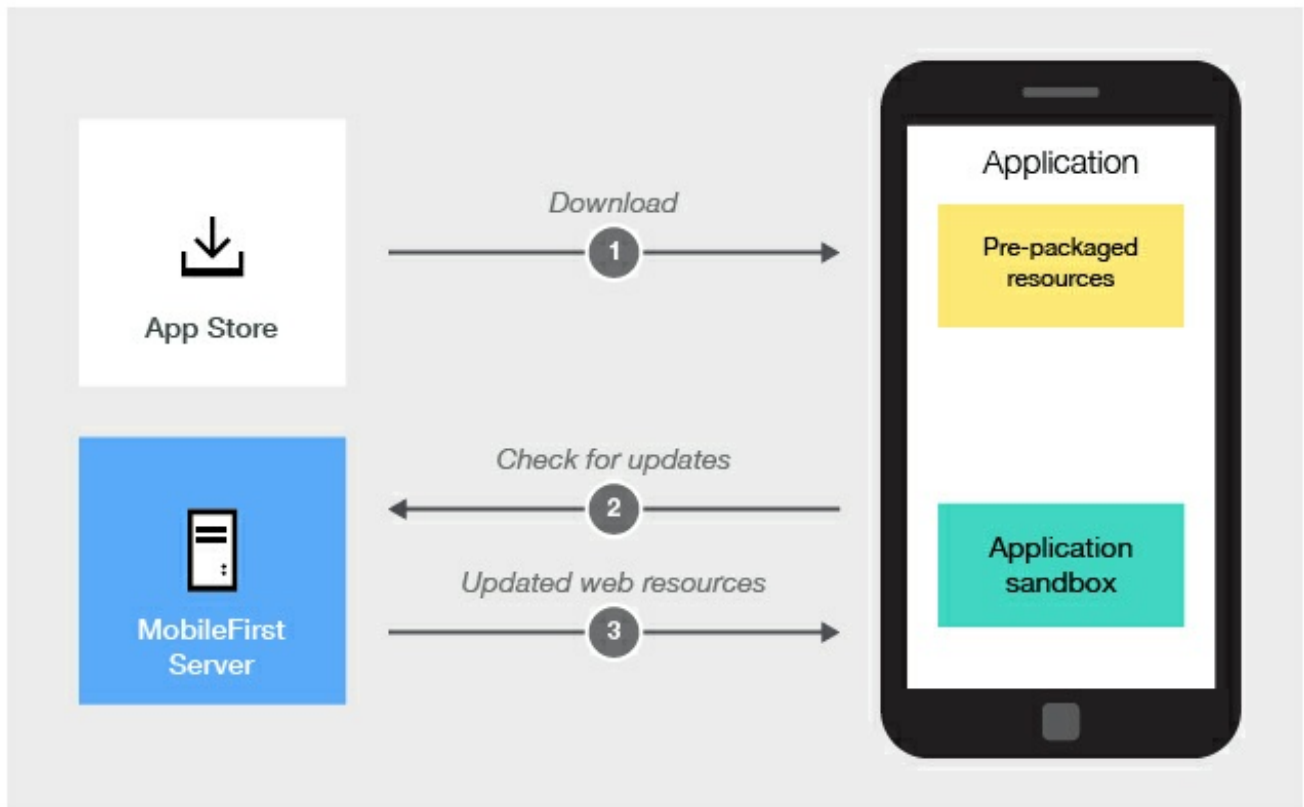 App Store
Download
1
Application
Pre-packaged
resources
MobileFirst
Server
Check for updates
2
Updated web resources
3
Application
sandbox